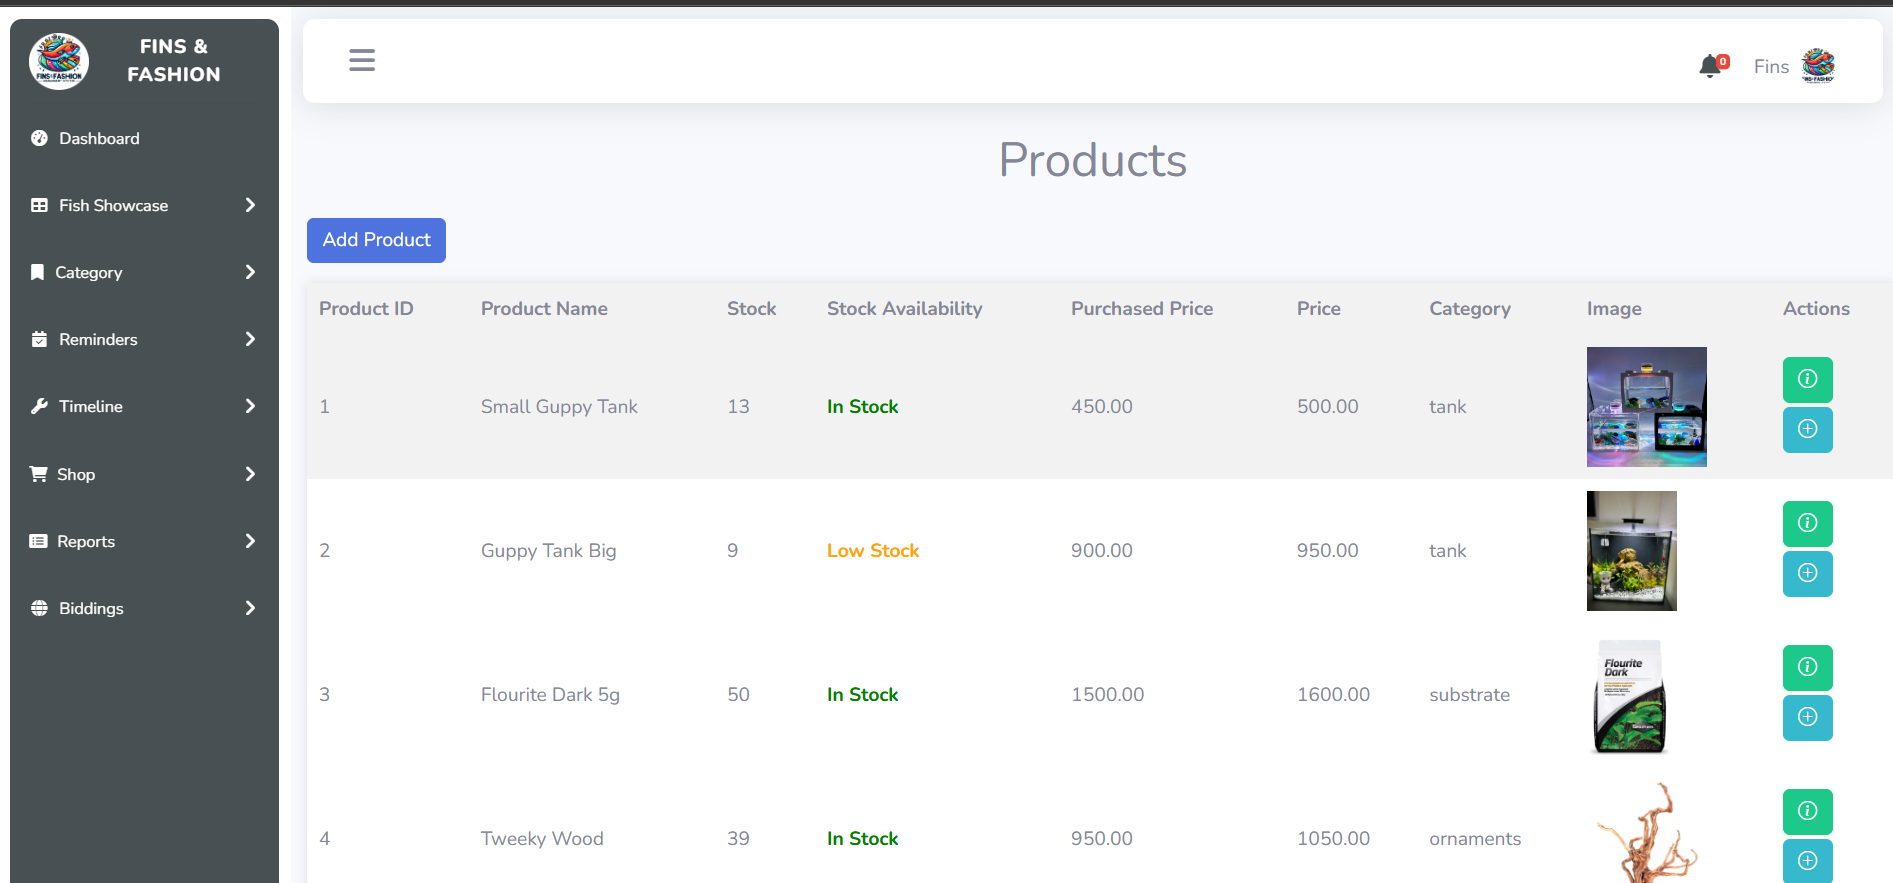 FINS &
FASHION
FINS & FASHION
Dashboard
Fish Showcase
Category
Reminders
Timeline
Shop
Reports
Biddings
0
Fins
Products
Add Product
Product ID Product Name Stock Stock Availability Purchased Price Price Category Image Actions
1 Small Guppy Tank 13 In Stock 450.00 500.00 tank
2 Guppy Tank Big 9 Low Stock 900.00 950.00 tank
3 Flourite Dark 5g 50 In Stock 1500.00 1600.00 substrate
Flourite
Dark
4 Tweeky Wood 39 In Stock 950.00 1050.00 ornaments